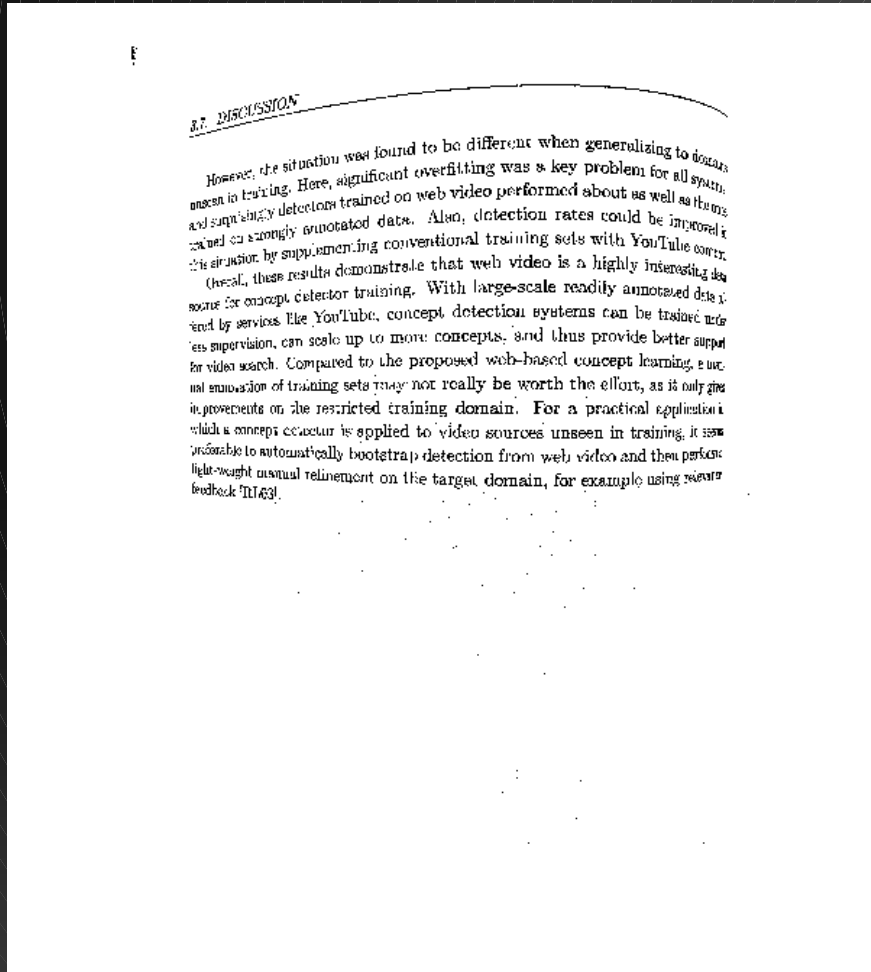 3.7. DISCUSSION
However, the situation was found to be different when generalizing to domains
unseen in training. Here, significant overfitting was a key problem for all systems,
and surprisingly detectors trained on web video performed about as well as the ones
trained on strongly annotated data. Also, detection rates could be improved in
this situation by supplementing conventional training sets with YouTube content.
Overall, these results demonstrate that web video is a highly interesting data
source for concept detector training. With large-scale readily annotated data
by services like YouTube, concept detection systems can be trained
less supervision, can scale up to more concepts, and thus provide better support
for video search. Compared to the proposed web-based concept learning, a
annotation of training sets may not really be worth the effort, as it only gives
improvements on the restricted training domain. For a practical application in
which a concept detector is applied to video sources unseen in training, it seems
preferable to automatically bootstrap detection from web video and then perform
light-weight manual refinement on the target domain, for example using relevance
feedback